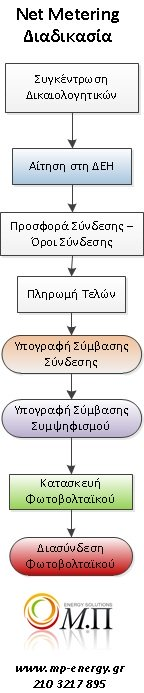 Net Metering
Διαδικασία
Συγκέντρωση
Δικαιολογητικών
Αίτηση στη ΔΕΗ
Προσφορά Σύνδεσης –
Όροι Σύνδεσης
Πληρωμή Τελών
Υπογραφή Σύμβασης
Σύνδεσης
Υπογραφή Σύμβασης
Συμψηφισμού
Κατασκευή
Φωτοβολταϊκού
Διασύνδεση
Φωτοβολταϊκού
ENERGY SOLUTIONS
Μ.Π
www.mp-energy.gr
210 3217 895